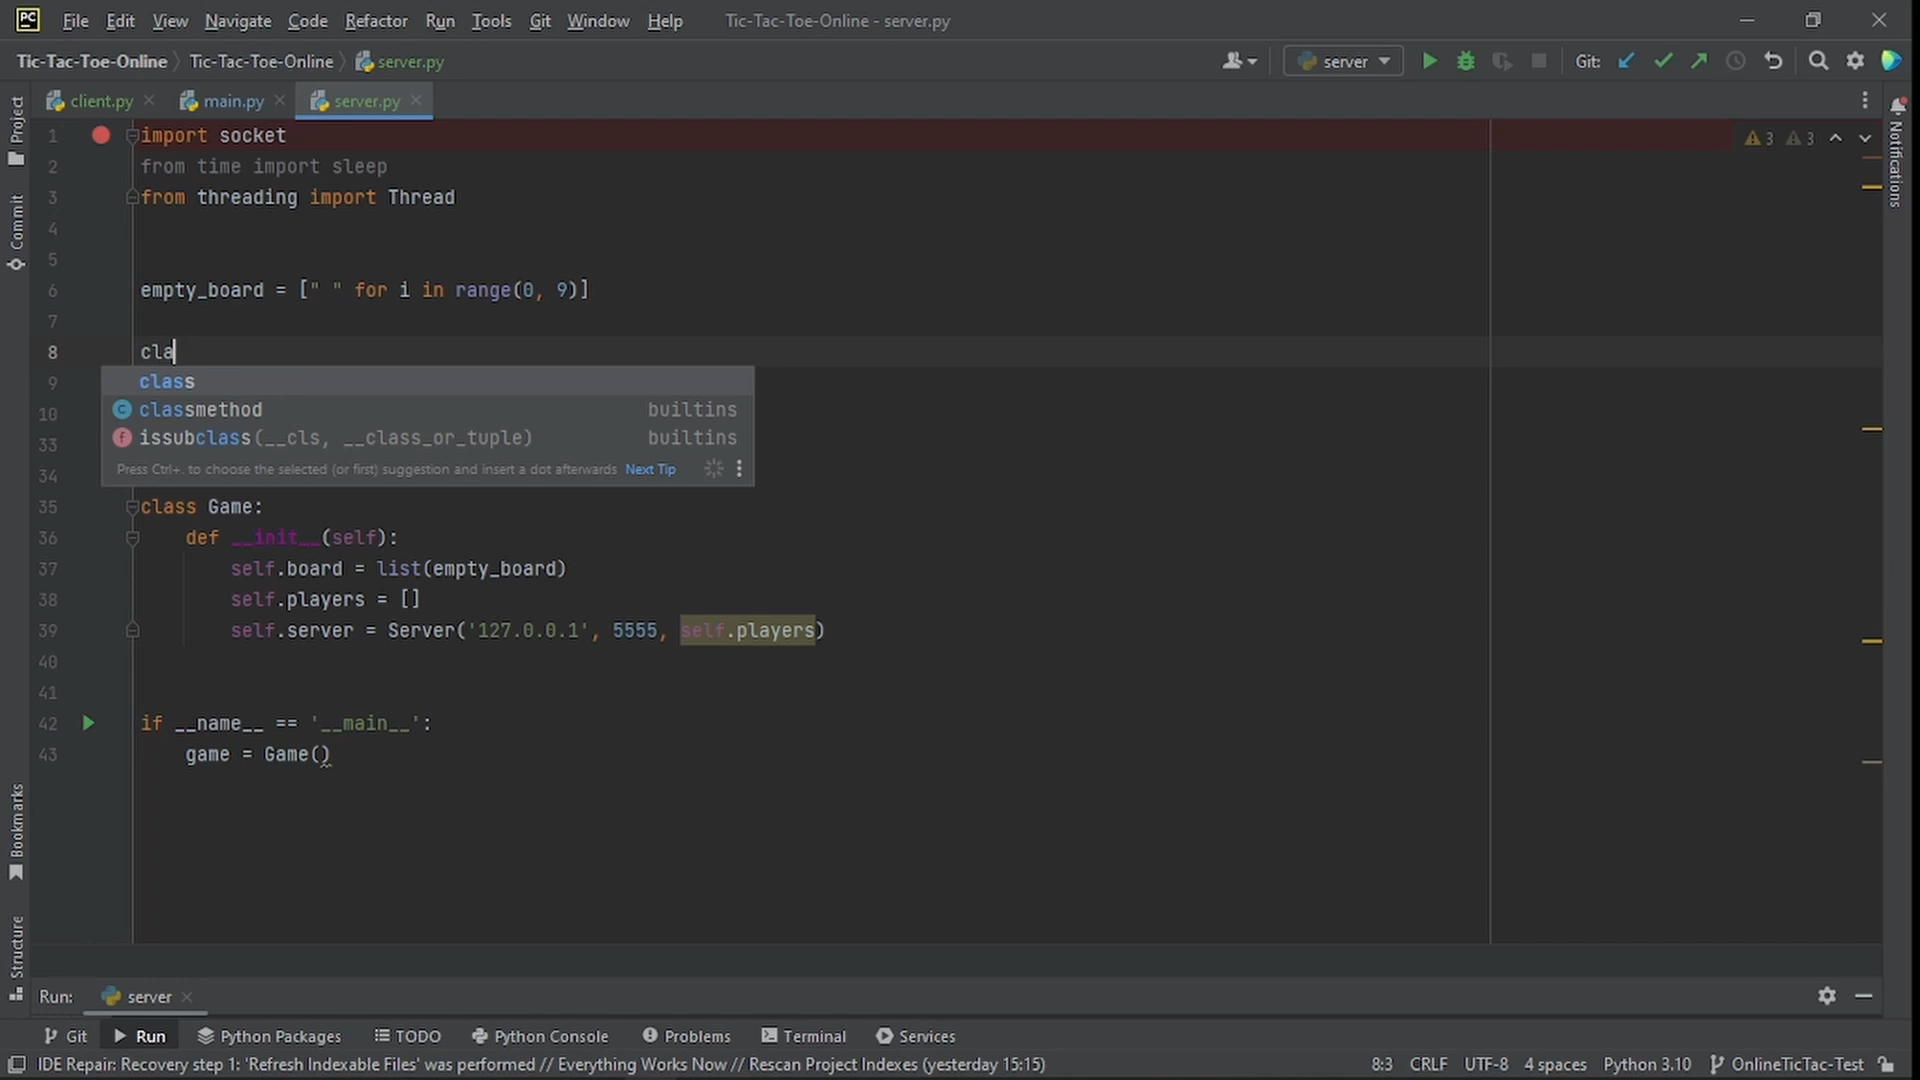 PC File Edit View Navigate Code Refactor Run Tools Git Window Help Tic-Tac-Toe-Online - server.py
Tic-Tac-Toe-Online Tic-Tac-Toe-Online server.py server Git:
client.py main.py server.py
Project
Commit
Bookmarks
Structure
Notifications
3 3
1 import socket
2 from time import sleep
3 from threading import Thread
4
5
6 empty_board = [" " for i in range(0, 9)]
7
8 cla
9 class
10 classmethod builtins
33 issubclass(__cls, __class_or_tuple) builtins
34 Press Ctrl+. to choose the selected (or first) suggestion and insert a dot afterwards Next Tip
35 class Game:
36 def __init__(self):
37 self.board = list(empty_board)
38 self.players = []
39 self.server = Server('127.0.0.1', 5555, self.players)
40
41
42 if __name__ == '__main__':
43 game = Game()
Run: server
Git Run Python Packages TODO Python Console Problems Terminal Services
IDE Repair: Recovery step 1: 'Refresh Indexable Files' was performed // Everything Works Now // Rescan Project Indexes (yesterday 15:15) 8:3 CRLF UTF-8 4 spaces Python 3.10 OnlineTicTac-Test